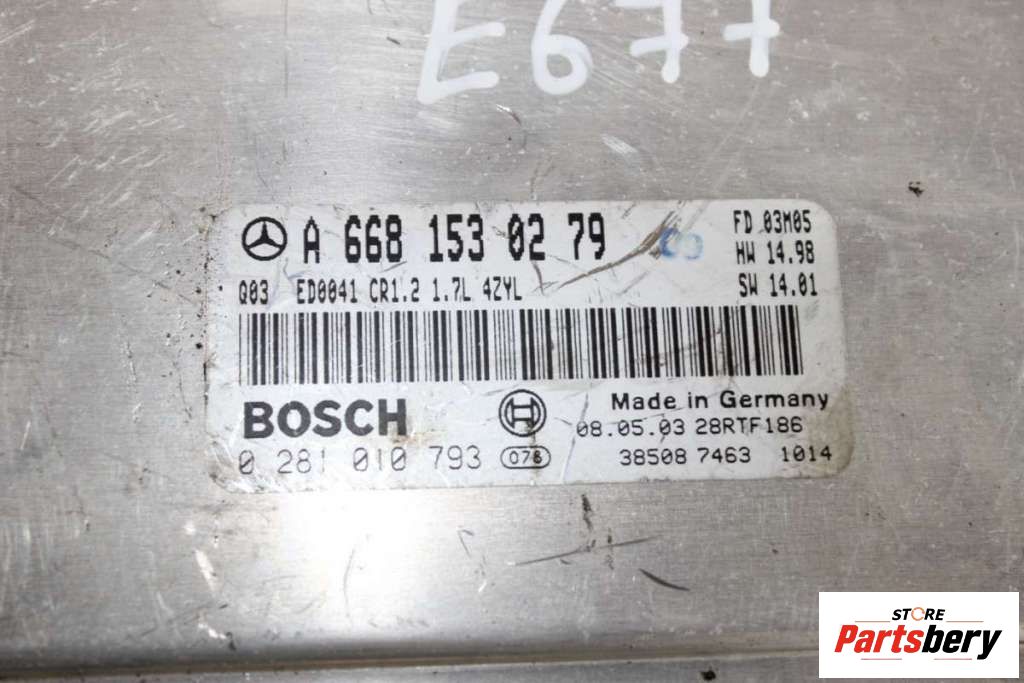 E677
A 668 153 02 79
FD 03M05
HW 14.98
Q03 ED0041 CR1.2 1.7L 4ZYL
SW 14.01
BOSCH
Made in Germany
08.05.03 28RTF186
0 281 010 793 078
38508 7463 1014
STORE
Partsbery